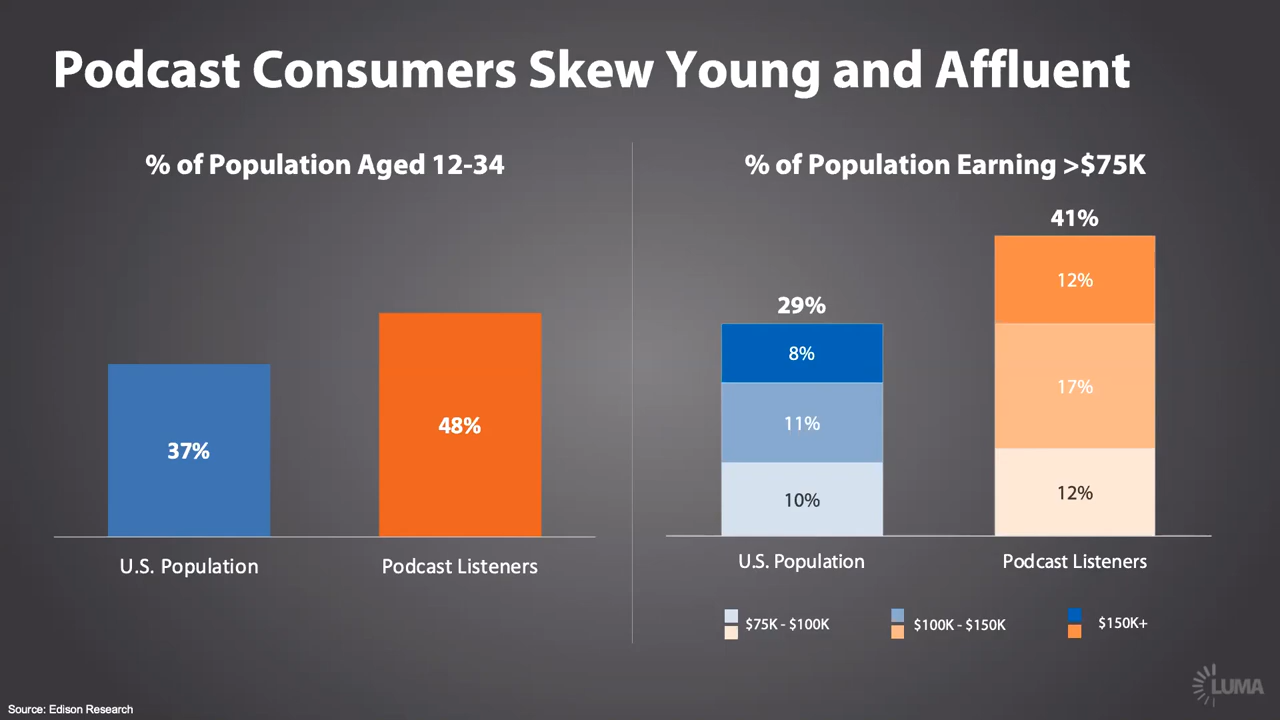 Podcast Consumers Skew Young and Affluent
% of Population Aged 12-34
37%
48%
U.S. Population
Podcast Listeners
% of Population Earning >$75K
29%
8%
11%
10%
41%
12%
17%
12%
U.S. Population
Podcast Listeners
$75K - $100K
$100K - $150K
$150K+
LUMA
Source: Edison Research